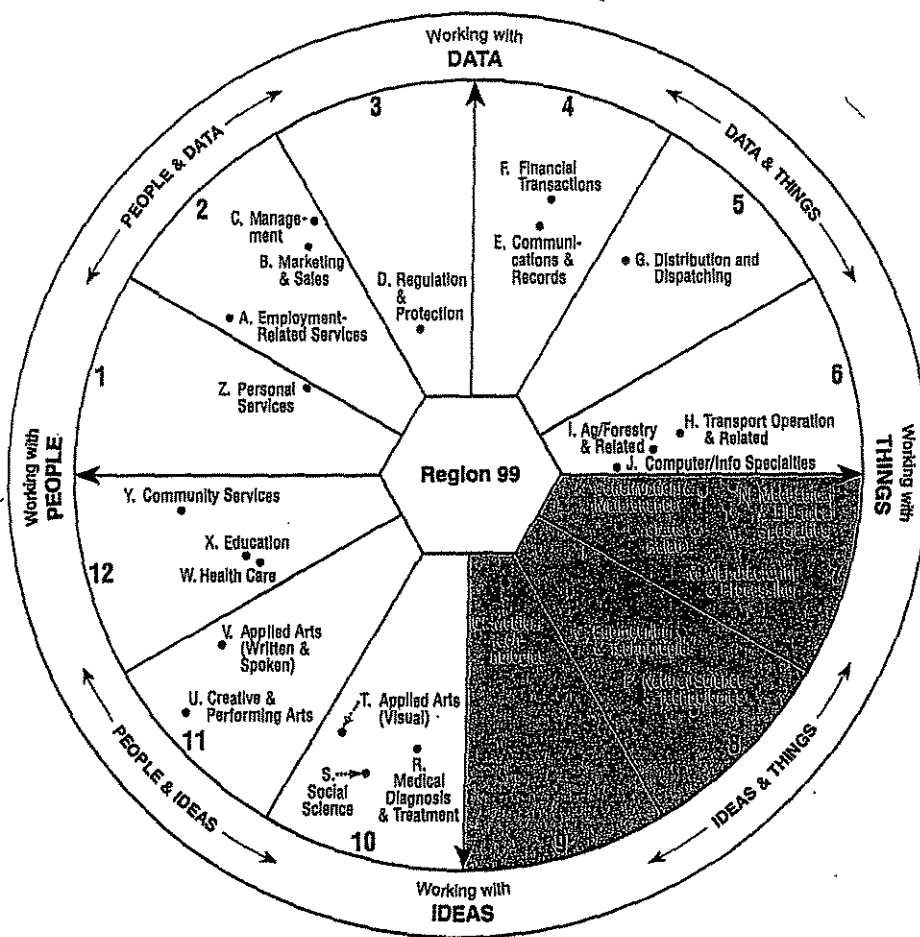 Working with
DATA
PEOPLE & DATA
DATA & THINGS
3
4
2
5
1
6
F. Financial
Transactions
C. Manage-
ment
B. Marketing
& Sales
E. Communi-
cations &
Records
G. Distribution and
Dispatching
D. Regulation
&
Protection
A. Employment-
Related Services
Z. Personal
Services
H. Transport Operation
& Related
I. Ag/Forestry
& Related
J. Computer/Info Specialties
Working with
PEOPLE
Region 99
Working with
THINGS
Y. Community Services
X. Education
W. Health Care
12
V. Applied Arts
(Written &
Spoken)
U. Creative &
Performing Arts
T. Applied Arts
(Visual)
S.
Social
Science
R.
Medical
Diagnosis
& Treatment
11
10
9
PEOPLE & IDEAS
IDEAS & THINGS
Working with
IDEAS